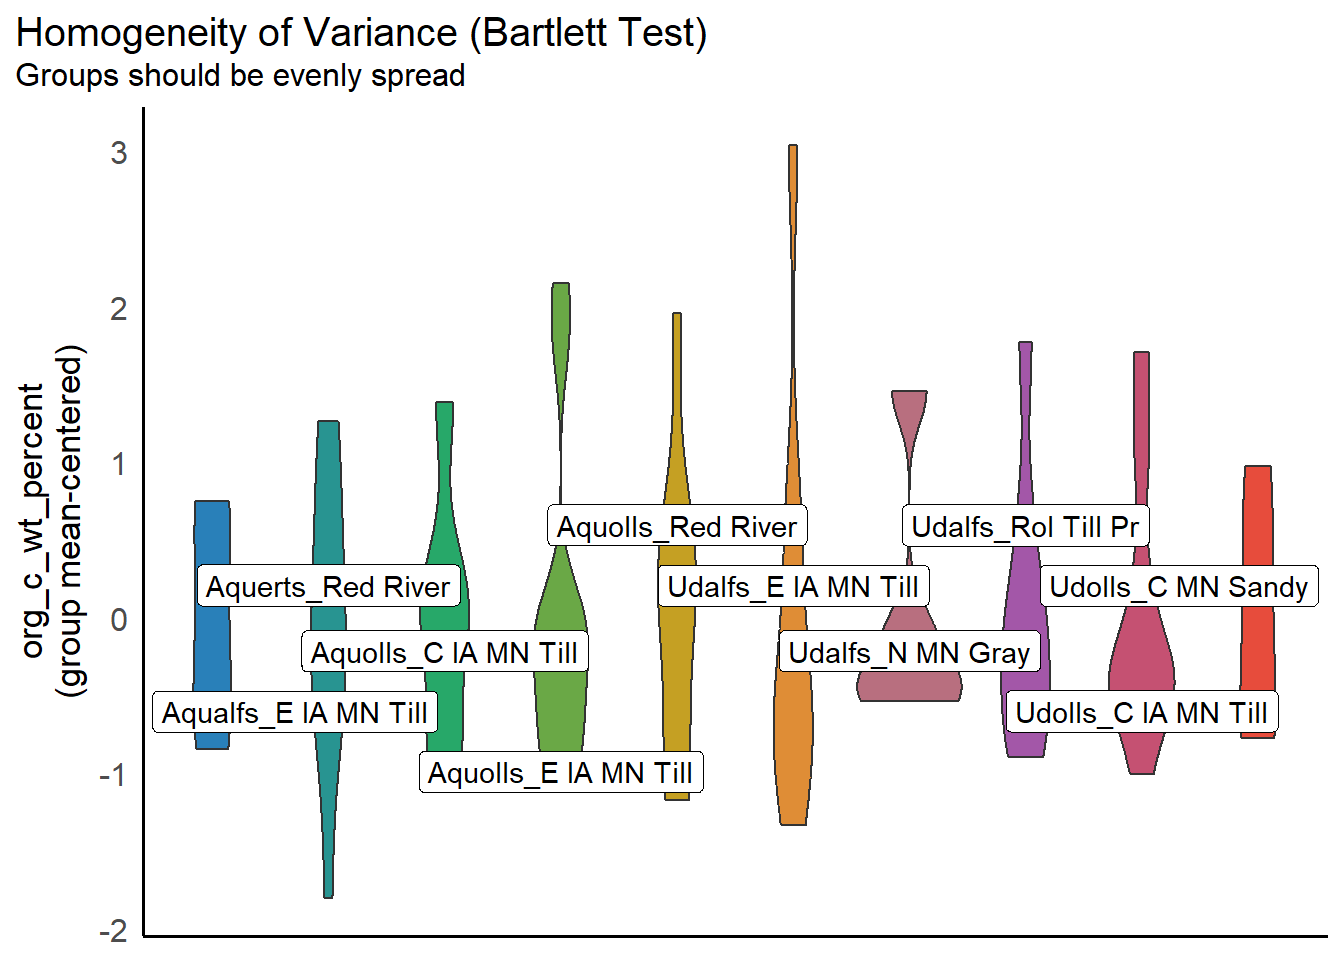 Homogeneity of Variance (Bartlett Test)
Groups should be evenly spread
org_c_wt_percent
(group mean-centered)
3
2
1
0
-1
-2
Aquolls_Red River
Udalfs_Rol Till Pr
Aquerts_Red River
Udalfs_E IA MN Till
Udolls_C MN Sandy
Aquolls_C IA MN Till
Udalfs_N MN Gray
Aqualfs_E IA MN Till
Udolls_C IA MN Till
Aquolls_E IA MN Till